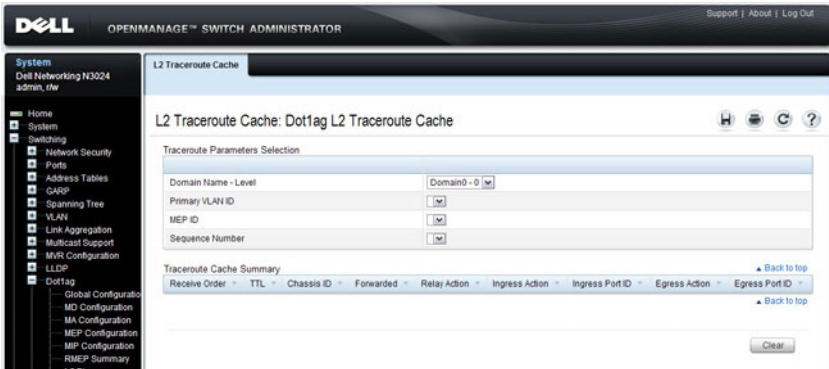 Support | About | Log Out
DELL OPENMANAGE™ SWITCH ADMINISTRATOR
System
Dell Networking N3024
admin, r/w
L2 Traceroute Cache
Home
System
Switching
Network Security
Ports
Address Tables
GARP
Spanning Tree
VLAN
Link Aggregation
Multicast Support
MVR Configuration
LLDP
Dot1ag
Global Configuratio
MD Configuration
MA Configuration
MEP Configuration
MIP Configuration
RMEP Summary
L2 Traceroute Cache: Dot1ag L2 Traceroute Cache
Traceroute Parameters Selection
Domain Name - Level Domain0 - 0
Primary VLAN ID
MEP ID
Sequence Number
Back to top
Traceroute Cache Summary
Receive Order TTL Chassis ID Forwarded Relay Action Ingress Action Ingress Port ID Egress Action Egress Port ID
Back to top
Clear